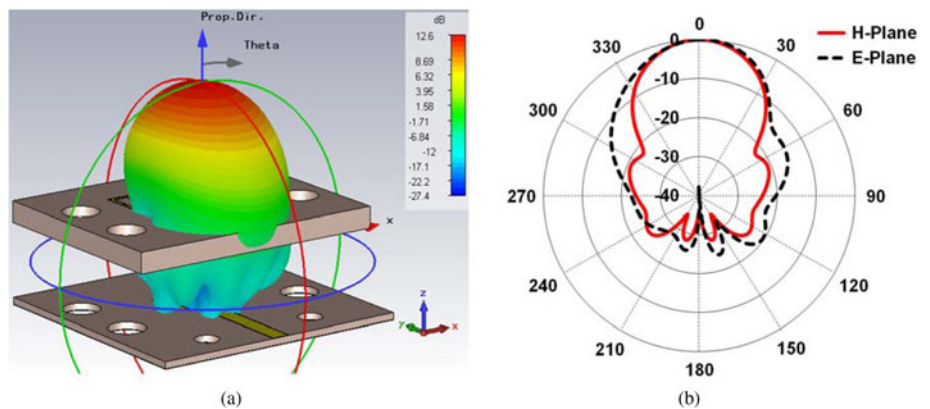 Prop.Dir.
Theta
dB
12.6
8.69
6.32
3.95
1.58
-1.71
-6.84
-12
-17.1
-22.2
-27.4
x
z
y
x
(a)
0
30
60
90
120
150
180
210
240
270
300
330
0
-10
-20
-30
-40
H-Plane
E-Plane
(b)